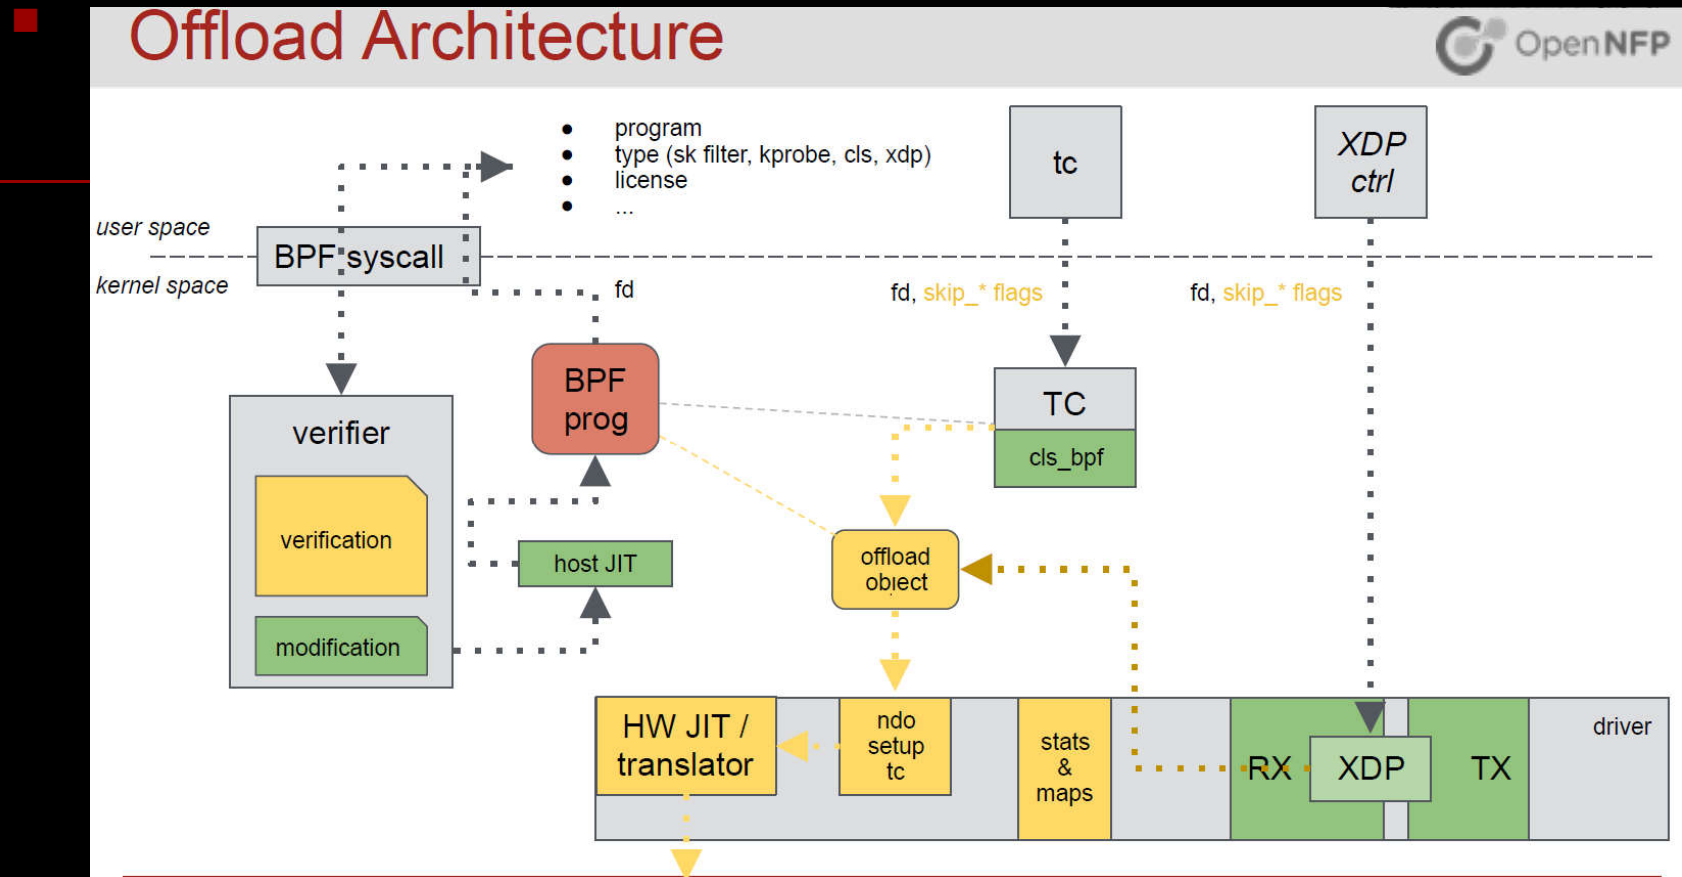 Offload Architecture
OpenNFP
● program
● type (sk filter, kprobe, cls, xdp)
● license
● ...
tc
XDP
ctrl
user space
BPF syscall
kernel space
fd
fd, skip_* flags
fd, skip_* flags
BPF
prog
TC
cls_bpf
verifier
verification
modification
host JIT
offload
object
HW JIT /
translator
ndo
setup
tc
stats
&
maps
RX
XDP
TX
driver